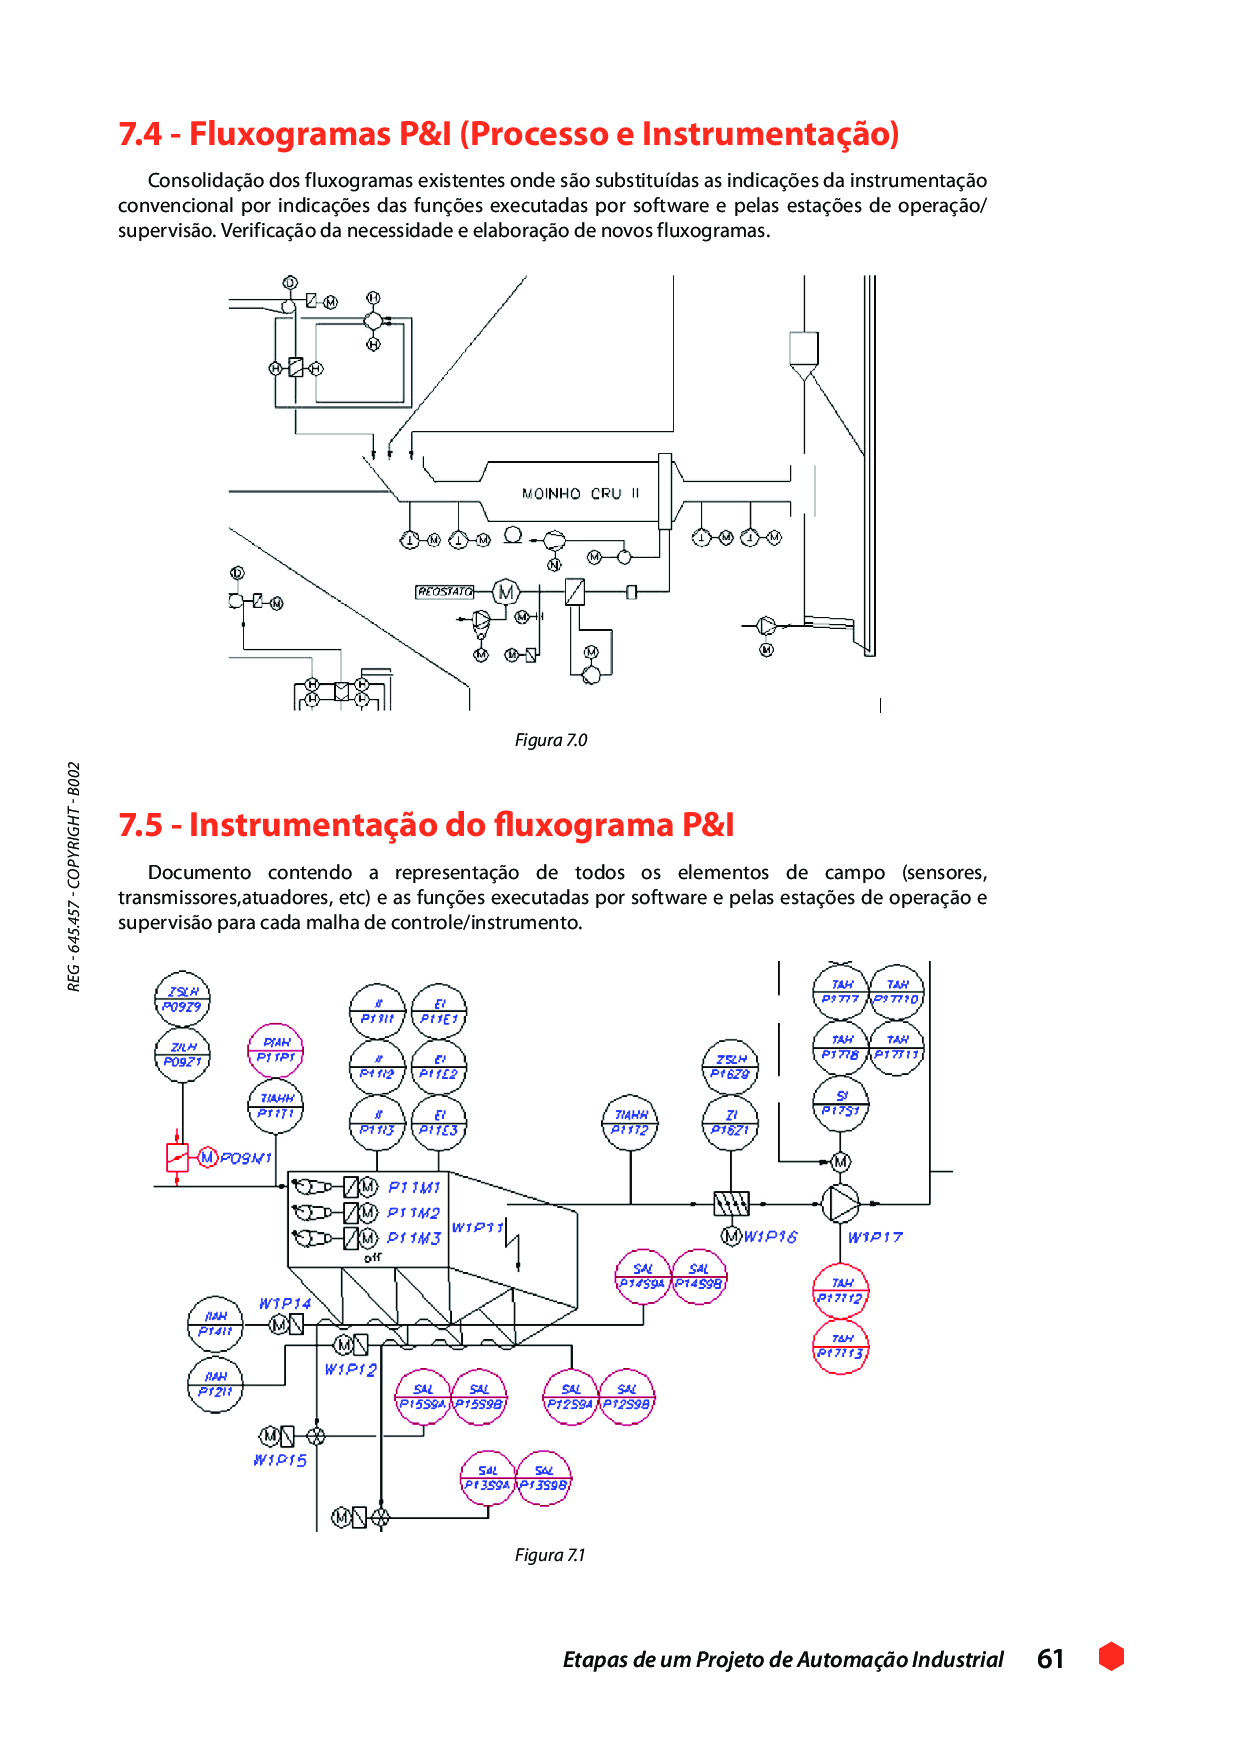 7.4 - Fluxogramas P&I (Processo e Instrumentação)
Consolidação dos fluxogramas existentes onde são substituídas as indicações da instrumentação
convencional por indicações das funções executadas por software e pelas estações de operação/
supervisão. Verificação da necessidade e elaboração de novos fluxogramas.
D
M
H
H
H
H
MOINHO CRU II
M
M
M
M
N
M
D
M
REOSTATO
M
M
M
M
M
M
H
H
H
H
Figura 7.0
7.5 - Instrumentação do fluxograma P&I
Documento contendo a representação de todos os elementos de campo (sensores,
transmissores,atuadores, etc) e as funções executadas por software e pelas estações de operação e
supervisão para cada malha de controle/instrumento.
ZSLH
P09Z9
ZILH
P09Z1
PIAH
P11P1
TIAHH
P11T1
II
P11I1
EI
P11E1
II
P11I2
EI
P11E2
II
P11I3
EI
P11E3
TIAHH
P11T2
ZSLH
P16Z9
ZI
P16Z1
TAH
P17T7
TAH
P17T10
TAH
P17T8
TAH
P17T11
SI
P17S1
M
M P09M1
M P11M1
M P11M2
M P11M3
off
W1P11
M W1P16
W1P17
SAL
P14S9A
SAL
P14S9B
TAH
P17T12
TAH
P17T13
IIAH
P14I1
W1P14
M
IIAH
P12I1
M
W1P12
SAL
P15S9A
SAL
P15S9B
SAL
P12S9A
SAL
P12S9B
M
W1P15
SAL
P13S9A
SAL
P13S9B
M
Figura 7.1
REG - 645.457 - COPYRIGHT - B002
Etapas de um Projeto de Automação Industrial 61